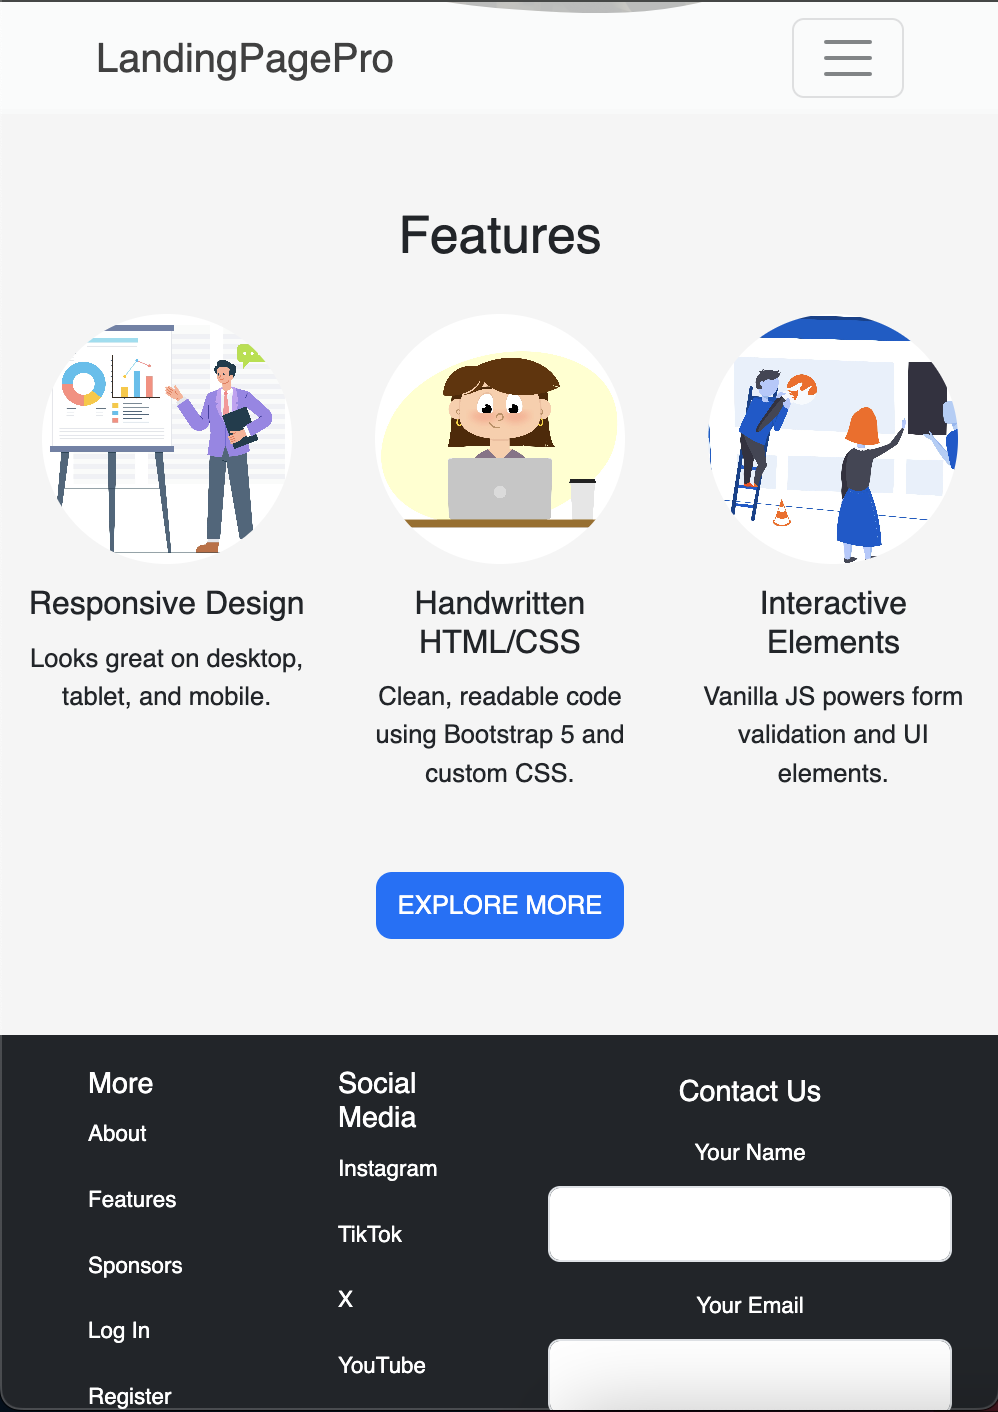 LandingPagePro
Features
Responsive Design
Looks great on desktop,
tablet, and mobile.
Handwritten
HTML/CSS
Clean, readable code
using Bootstrap 5 and
custom CSS.
Interactive
Elements
Vanilla JS powers form
validation and UI
elements.
EXPLORE MORE
More
About
Features
Sponsors
Log In
Register
Social
Media
Instagram
TikTok
X
YouTube
Contact Us
Your Name
Your Email